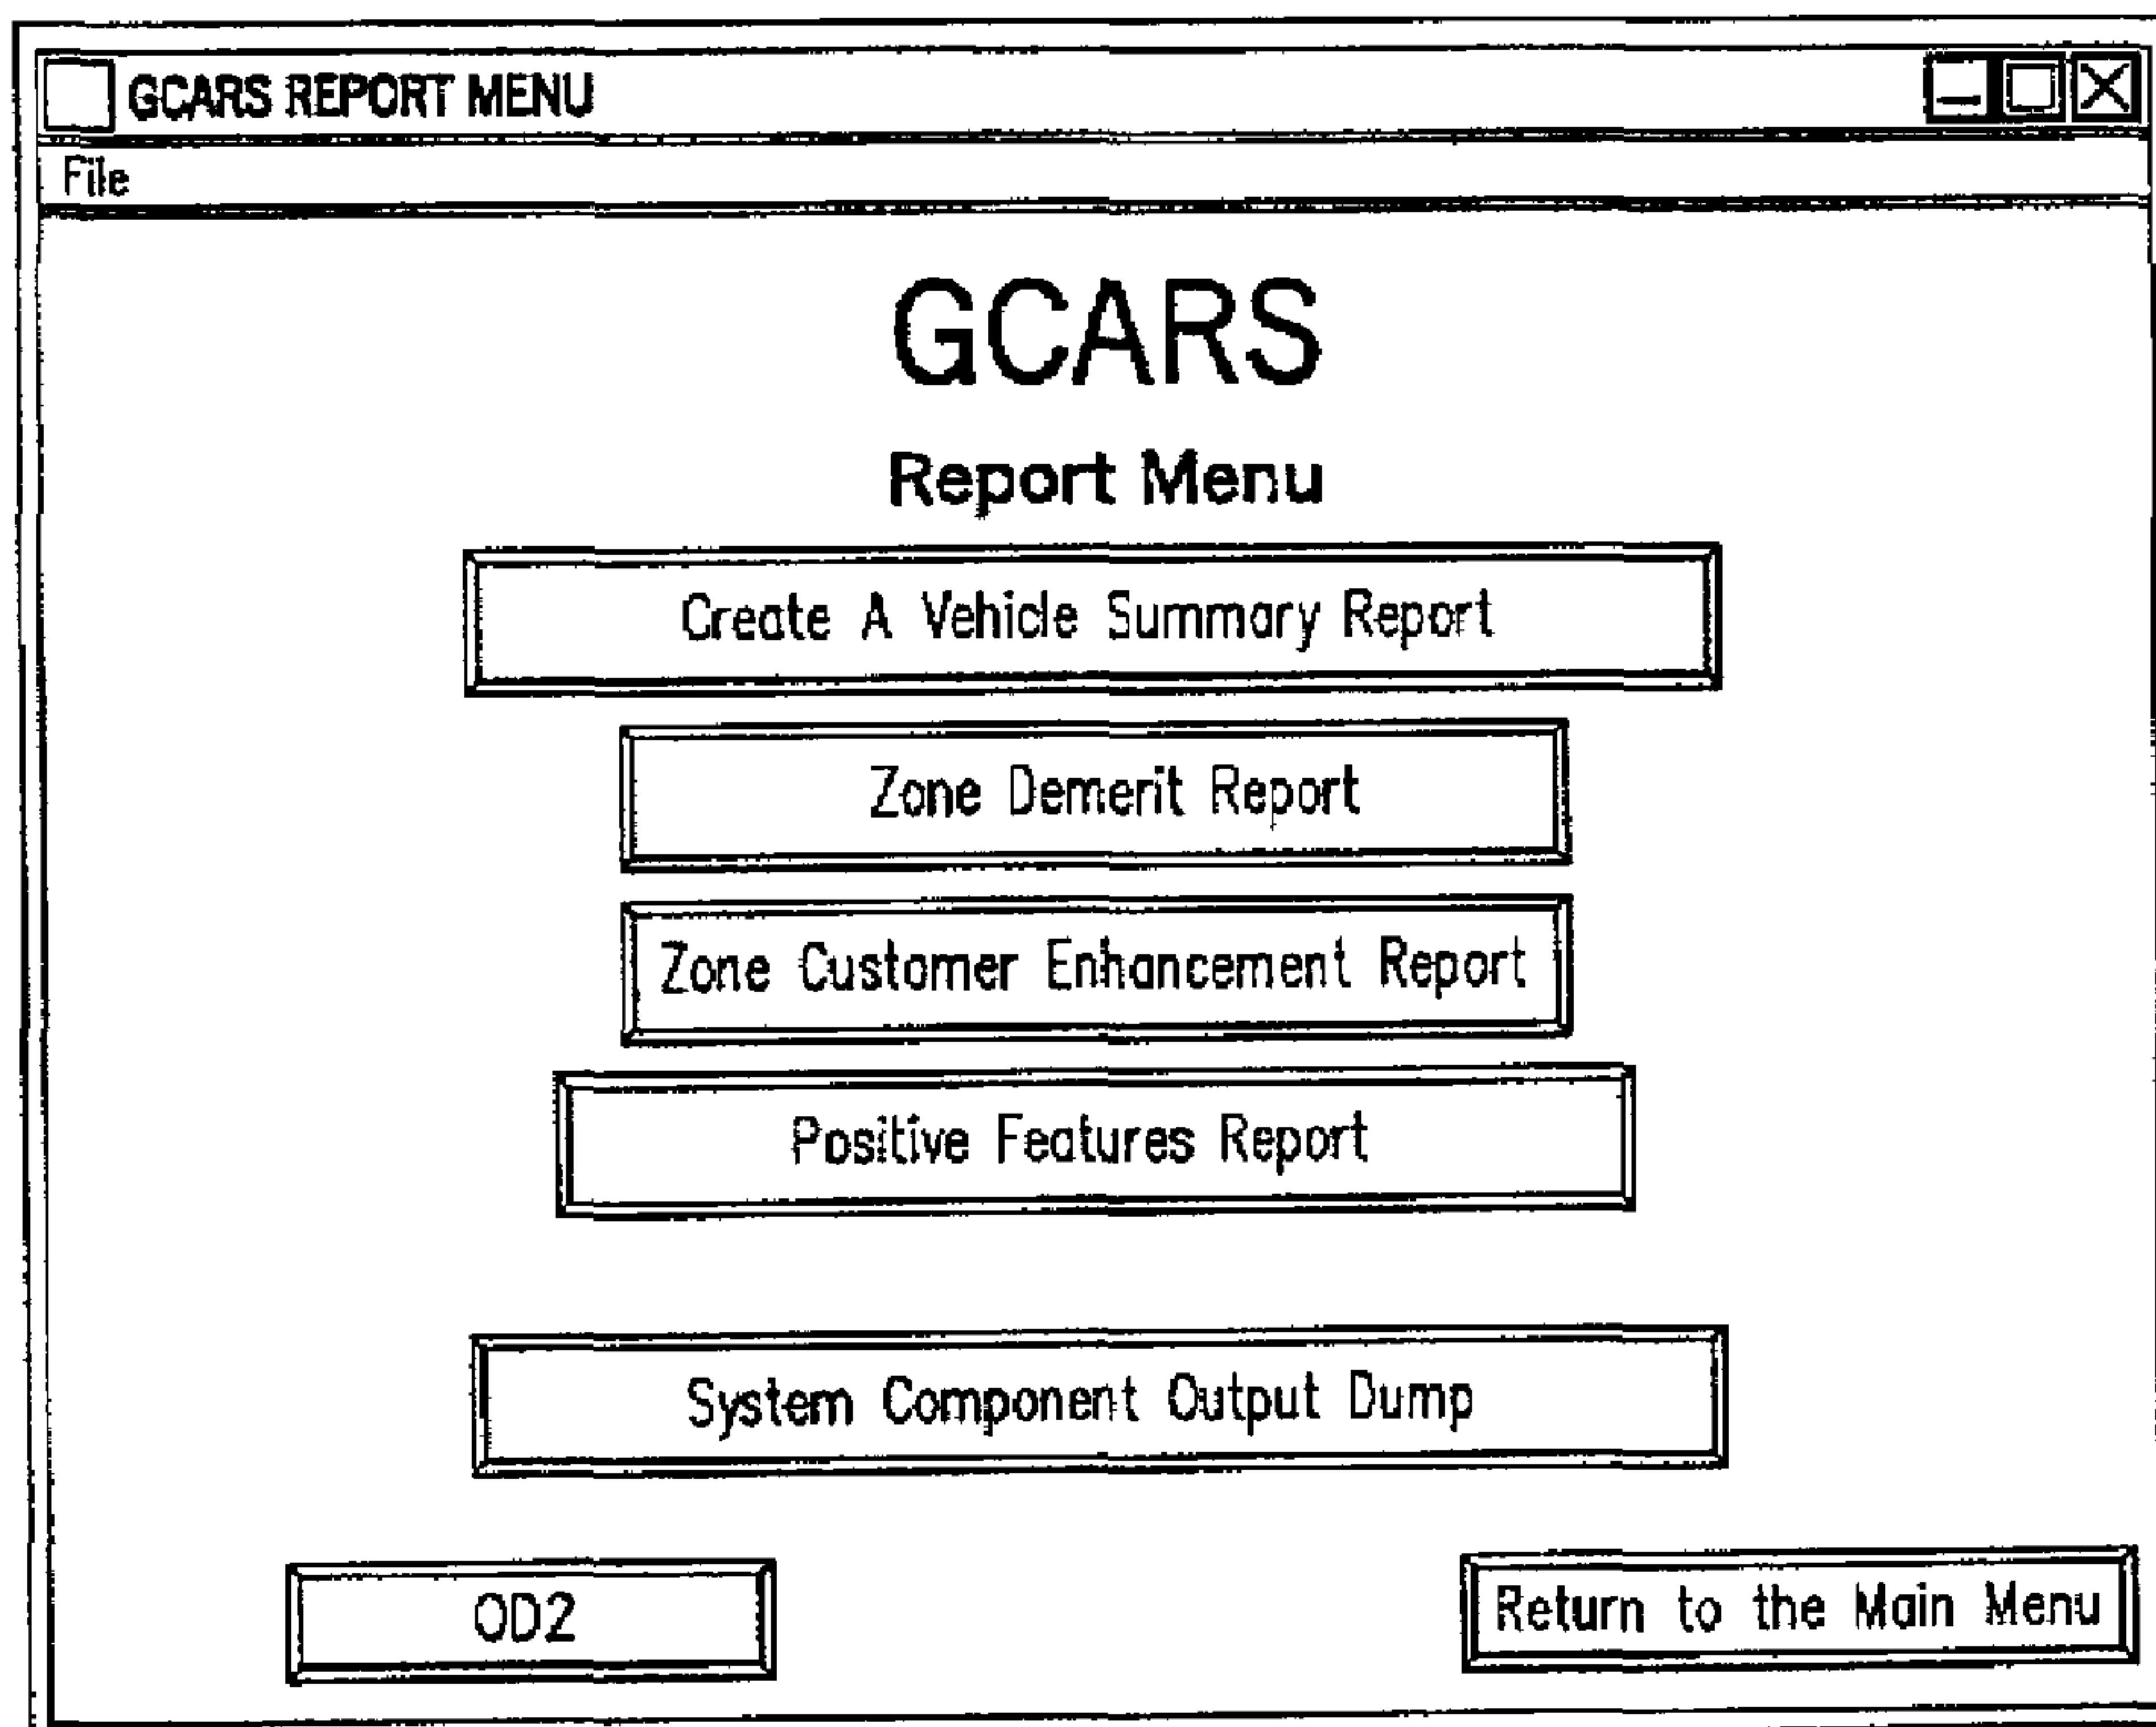 GCARS REPORT MENU
File
GCARS
Report Menu
Create A Vehicle Summary Report
Zone Demerit Report
Zone Customer Enhancement Report
Positive Features Report
System Component Output Dump
OD2
Return to the Main Menu